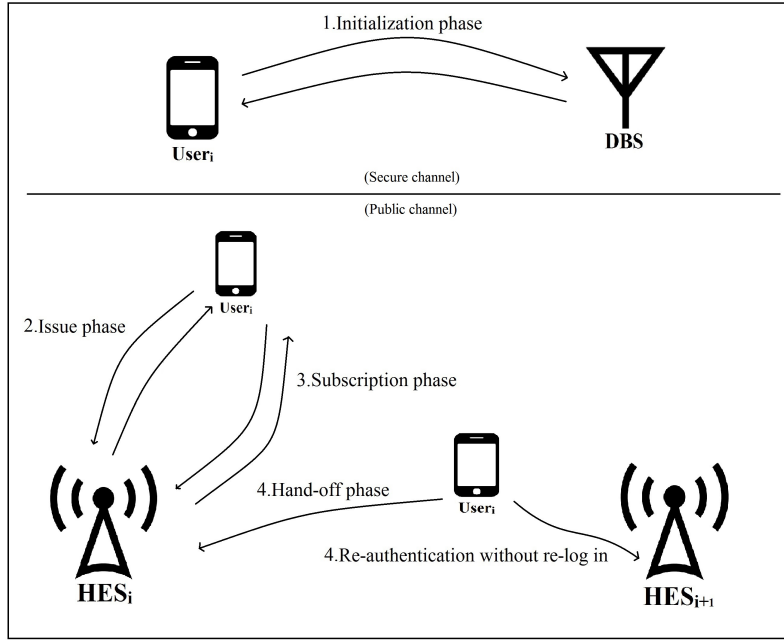 1.Initialization phase
Userᵢ
DBS
(Secure channel)
(Public channel)
Userᵢ
2.Issue phase
3.Subscription phase
4.Hand-off phase
Userᵢ
4.Re-authentication without re-log in
HESᵢ
HESᵢ₊₁